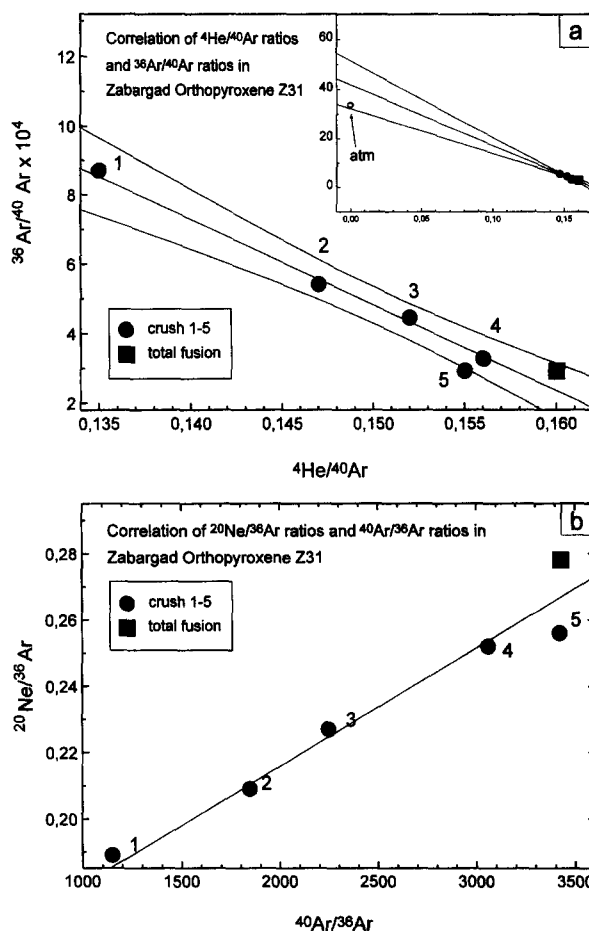 a
Correlation of ⁴He/⁴⁰Ar ratios
and ³⁶Ar/⁴⁰Ar ratios in
Zabargad Orthopyroxene Z31
60
40
20
0
atm
0,00 0,05 0,10 0,15
12
10
8
6
4
2
³⁶Ar/⁴⁰ Ar x 10⁴
1
2
3
4
5
crush 1-5
total fusion
0,135 0,140 0,145 0,150 0,155 0,160
⁴He/⁴⁰Ar
b
Correlation of ²⁰Ne/³⁶Ar ratios and ⁴⁰Ar/³⁶Ar ratios in
Zabargad Orthopyroxene Z31
crush 1-5
total fusion
0,28
0,26
0,24
0,22
0,20
²⁰Ne/³⁶Ar
5
4
3
2
1
1000 1500 2000 2500 3000 3500
⁴⁰Ar/³⁶Ar